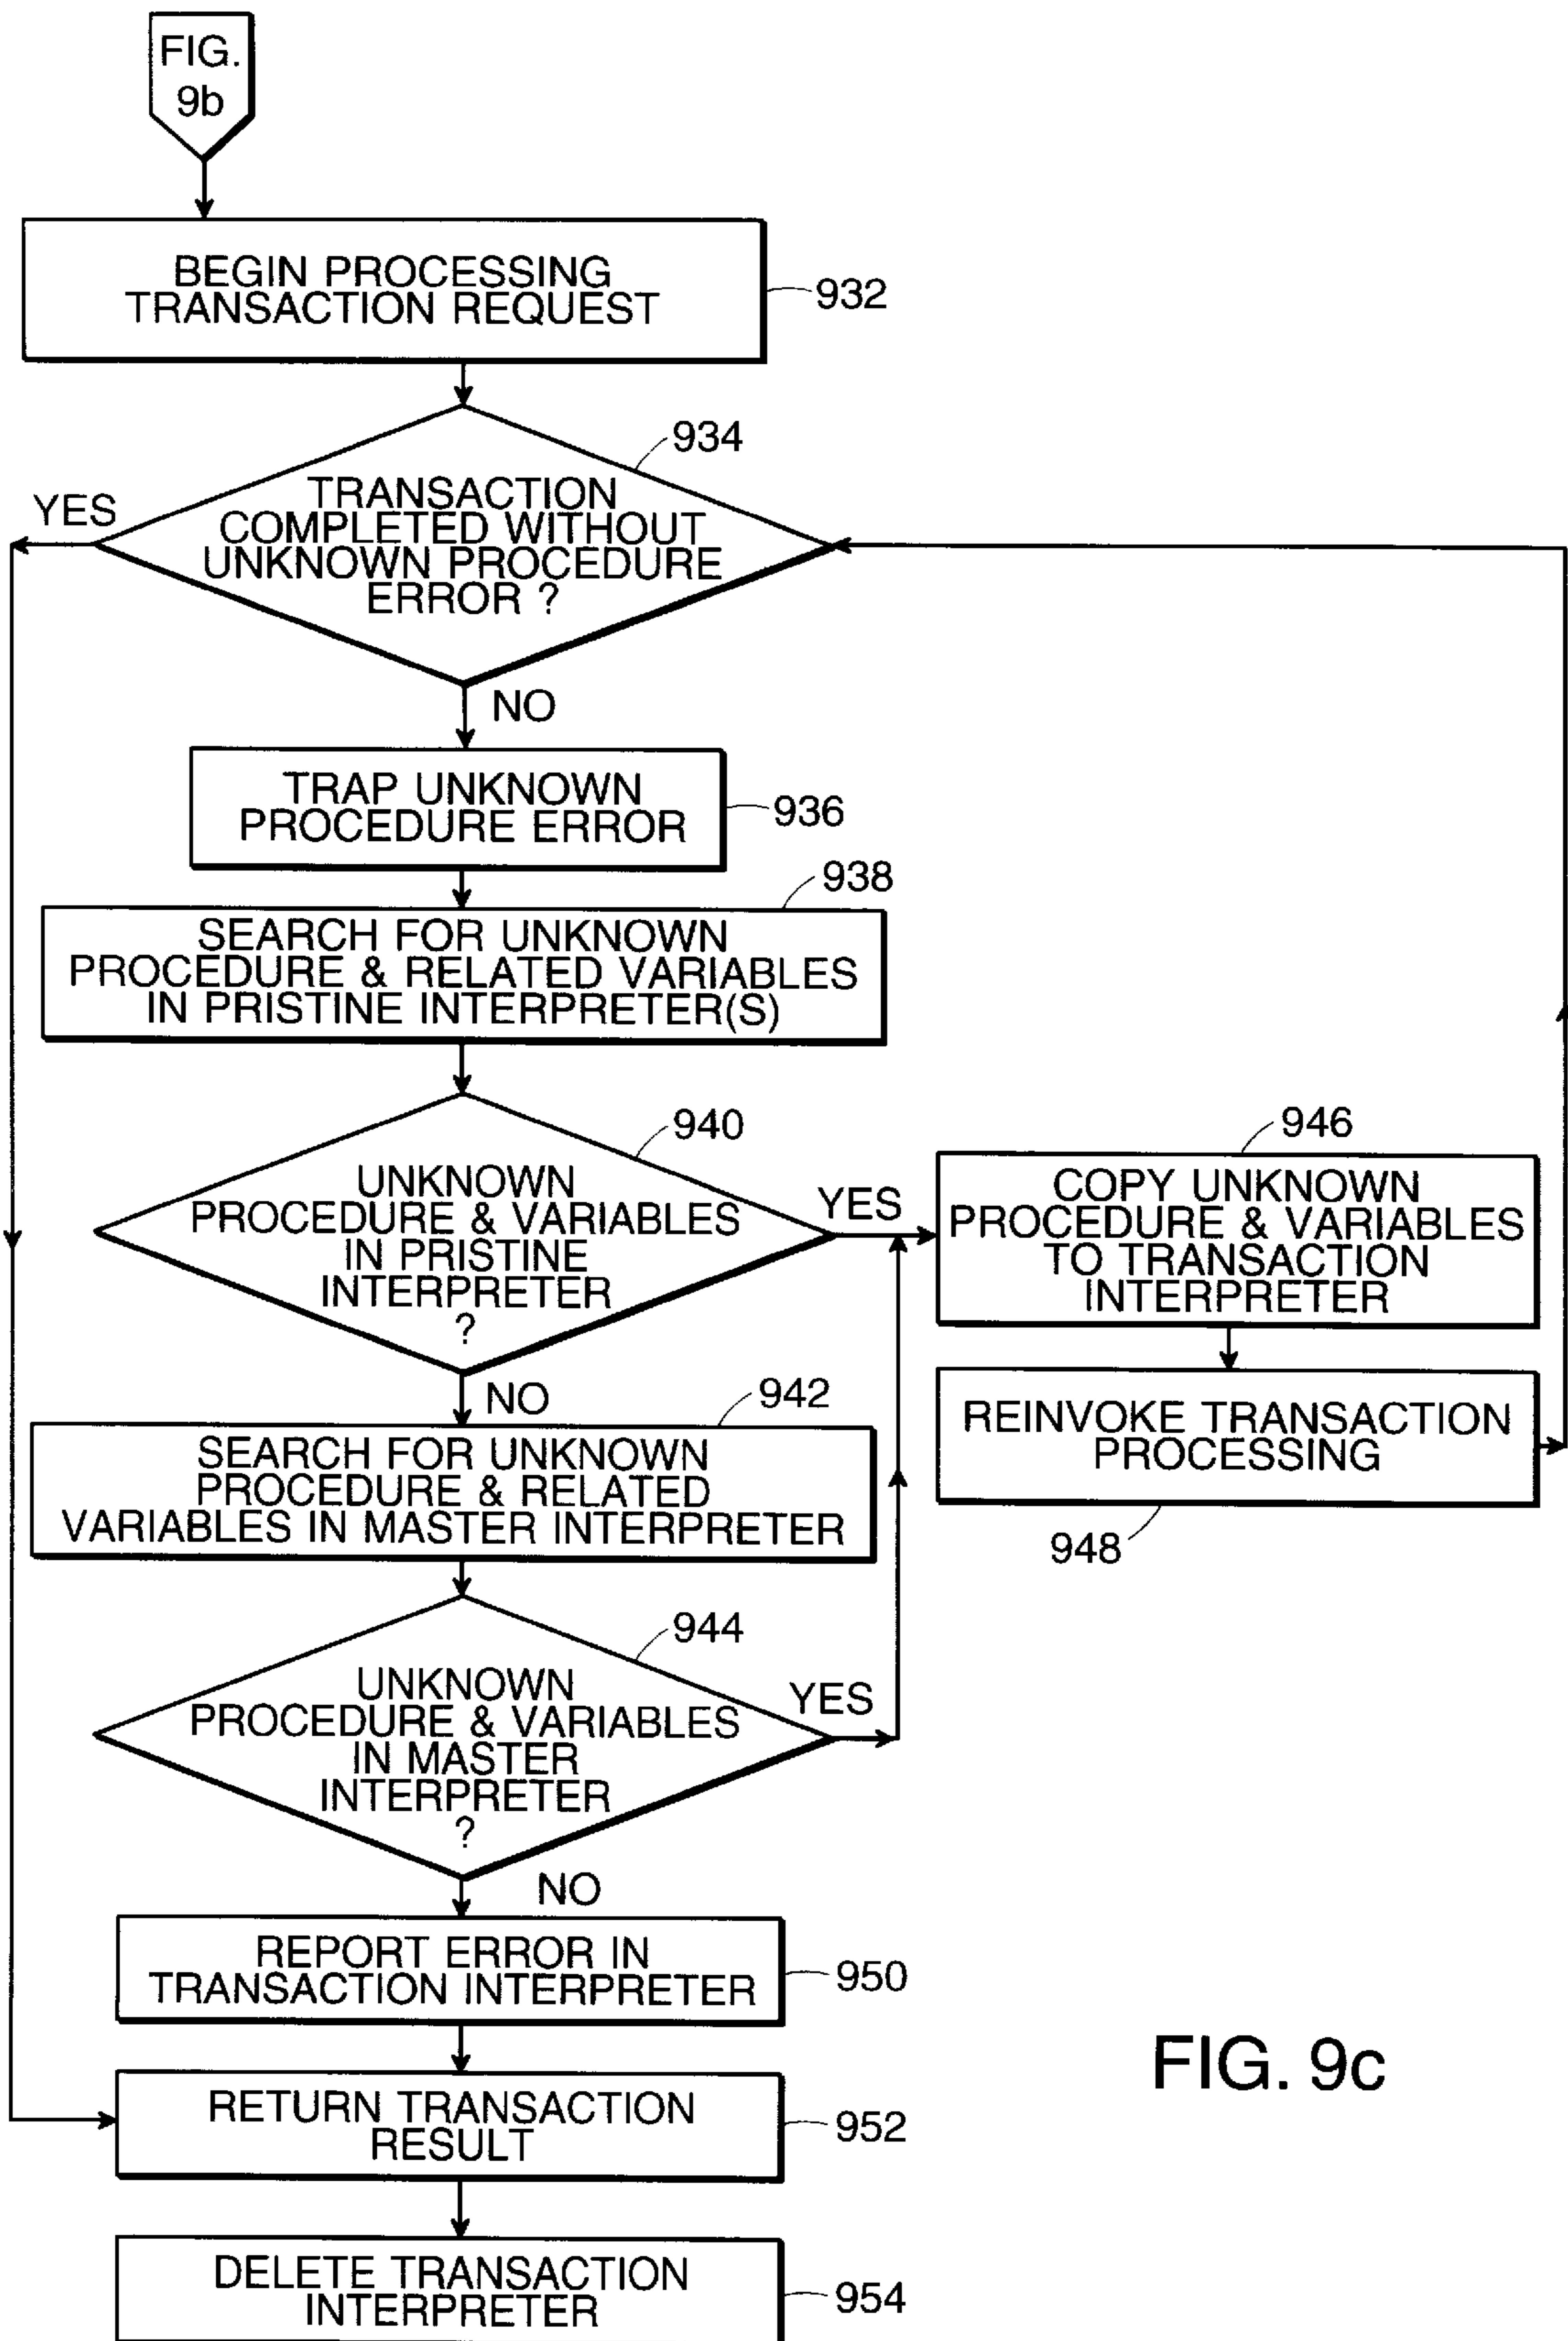 FIG.
9b
BEGIN PROCESSING
TRANSACTION REQUEST
932
934
YES
TRANSACTION
COMPLETED WITHOUT
UNKNOWN PROCEDURE
ERROR ?
NO
TRAP UNKNOWN
PROCEDURE ERROR
936
938
SEARCH FOR UNKNOWN
PROCEDURE & RELATED VARIABLES
IN PRISTINE INTERPRETER(S)
940
UNKNOWN
PROCEDURE & VARIABLES
IN PRISTINE
INTERPRETER
?
YES
946
COPY UNKNOWN
PROCEDURE & VARIABLES
TO TRANSACTION
INTERPRETER
NO
942
SEARCH FOR UNKNOWN
PROCEDURE & RELATED
VARIABLES IN MASTER INTERPRETER
REINVOKE TRANSACTION
PROCESSING
948
944
UNKNOWN
PROCEDURE & VARIABLES
IN MASTER
INTERPRETER
?
YES
NO
REPORT ERROR IN
TRANSACTION INTERPRETER
950
RETURN TRANSACTION
RESULT
952
DELETE TRANSACTION
INTERPRETER
954
FIG. 9c